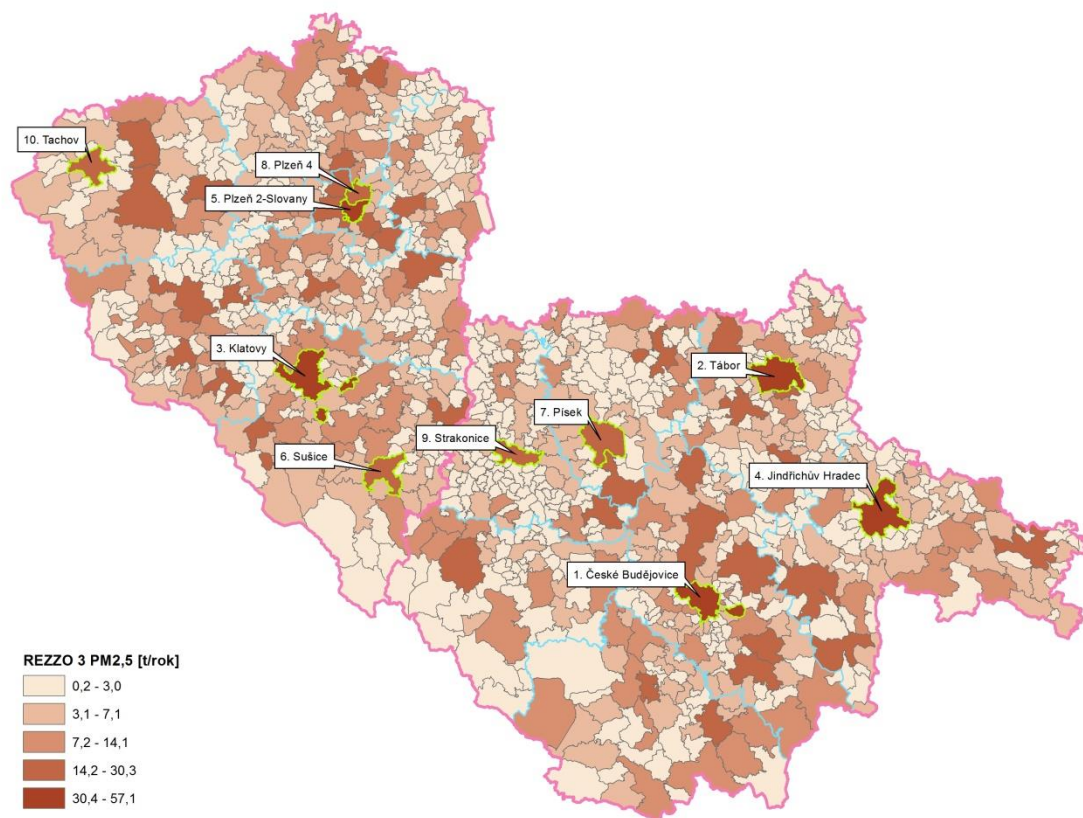 10. Tachov
8. Plzeň 4
5. Plzeň 2-Slovany
3. Klatovy
2. Tábor
7. Písek
9. Strakonice
6. Sušice
4. Jindřichův Hradec
1. České Budějovice
REZZO 3 PM2,5 [t/rok]
0,2 - 3,0
3,1 - 7,1
7,2 - 14,1
14,2 - 30,3
30,4 - 57,1